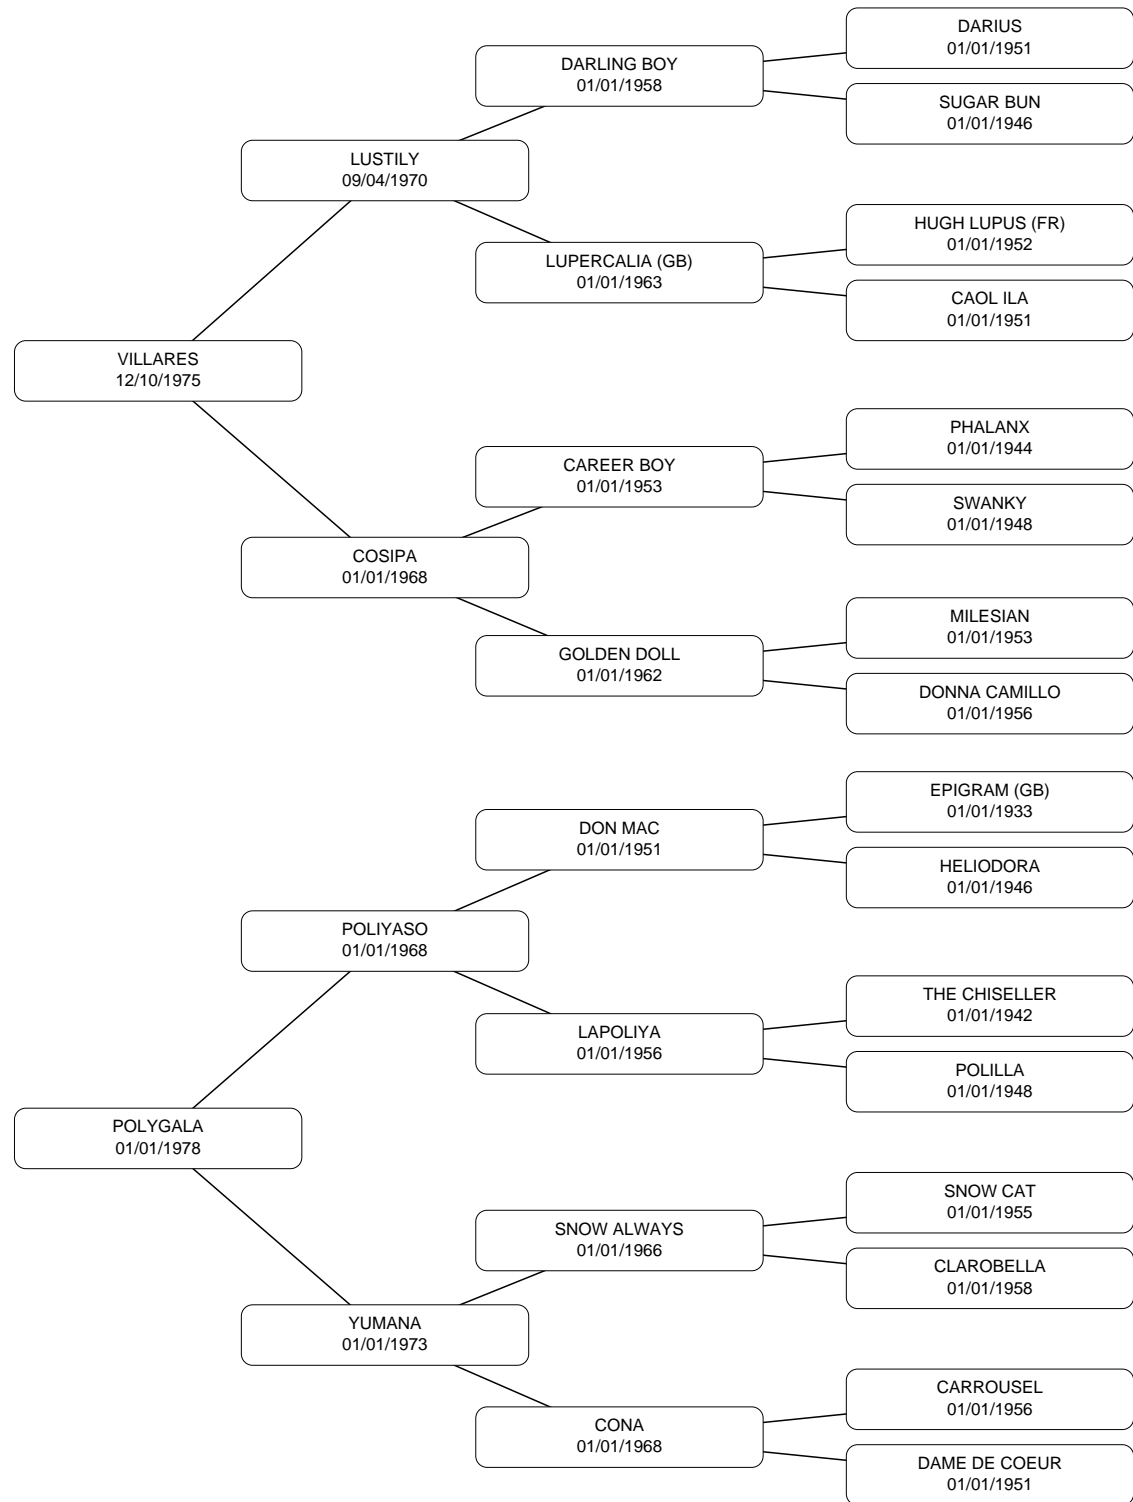 DARIUS
01/01/1951
DARLING BOY
01/01/1958
SUGAR BUN
01/01/1946
LUSTILY
09/04/1970
HUGH LUPUS (FR)
01/01/1952
LUPERCALIA (GB)
01/01/1963
CAOL ILA
01/01/1951
VILLARES
12/10/1975
PHALANX
01/01/1944
CAREER BOY
01/01/1953
SWANKY
01/01/1948
COSIPA
01/01/1968
MILESIAN
01/01/1953
GOLDEN DOLL
01/01/1962
DONNA CAMILLO
01/01/1956
EPIGRAM (GB)
01/01/1933
DON MAC
01/01/1951
HELIODORA
01/01/1946
POLIYASO
01/01/1968
THE CHISELLER
01/01/1942
LAPOLIYA
01/01/1956
POLILLA
01/01/1948
POLYGALA
01/01/1978
SNOW CAT
01/01/1955
SNOW ALWAYS
01/01/1966
CLAROBELLA
01/01/1958
YUMANA
01/01/1973
CARROUSEL
01/01/1956
CONA
01/01/1968
DAME DE COEUR
01/01/1951